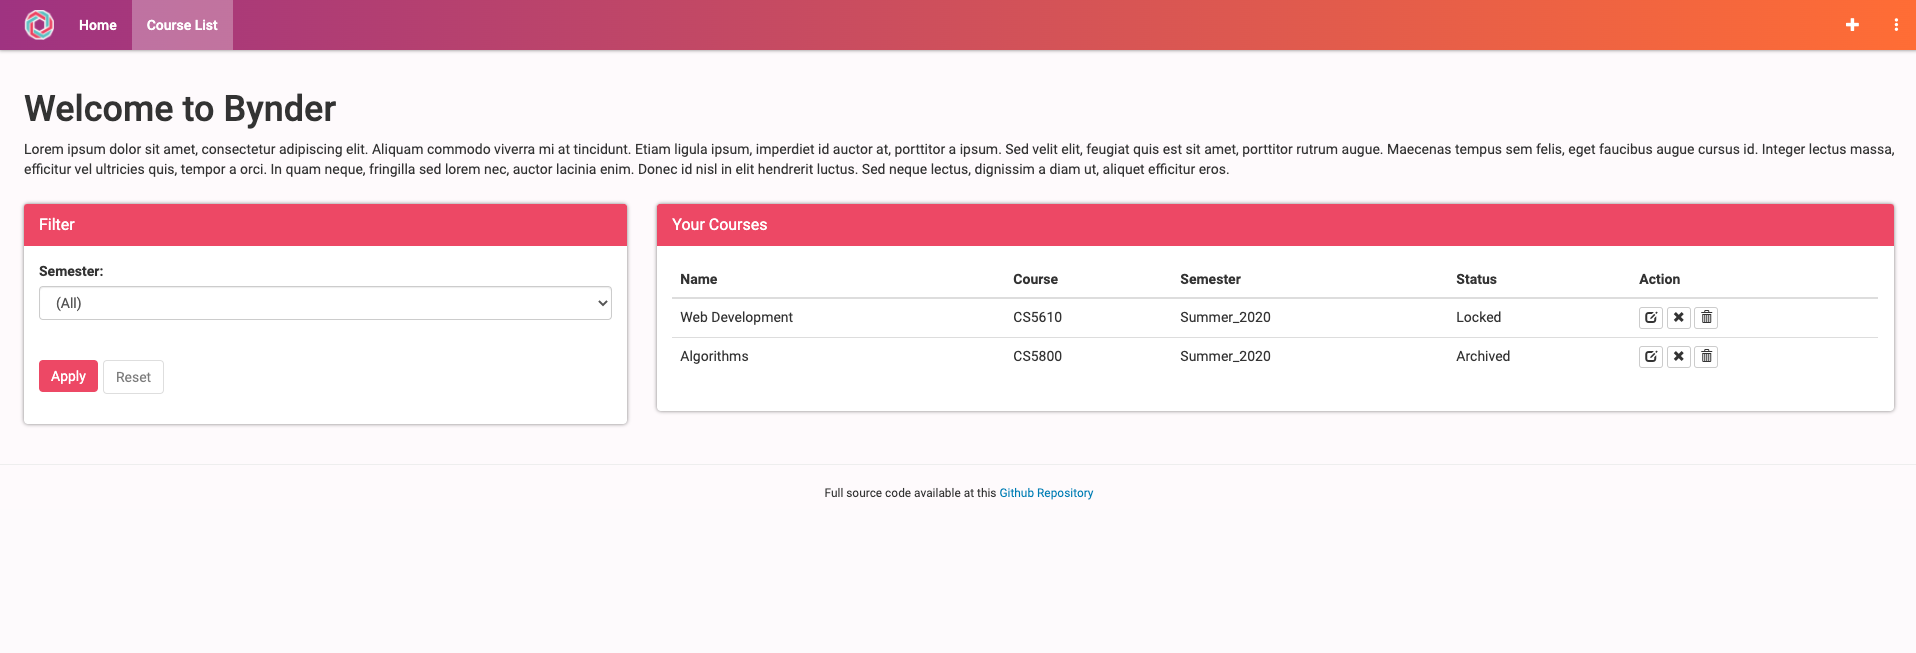 Home Course List
Welcome to Bynder
Lorem ipsum dolor sit amet, consectetur adipiscing elit. Aliquam commodo viverra mi at tincidunt. Etiam ligula ipsum, imperdiet id auctor at, porttitor a ipsum. Sed velit elit, feugiat quis est sit amet, porttitor rutrum augue. Maecenas tempus sem felis, eget faucibus augue cursus id. Integer lectus massa,
efficitur vel ultricies quis, tempor a orci. In quam neque, fringilla sed lorem nec, auctor lacinia enim. Donec id nisl in elit hendrerit luctus. Sed neque lectus, dignissim a diam ut, aliquet efficitur eros.
Filter
Semester:
(All)
Apply Reset
Your Courses
Name Course Semester Status Action
Web Development CS5610 Summer_2020 Locked
Algorithms CS5800 Summer_2020 Archived
Full source code available at this Github Repository